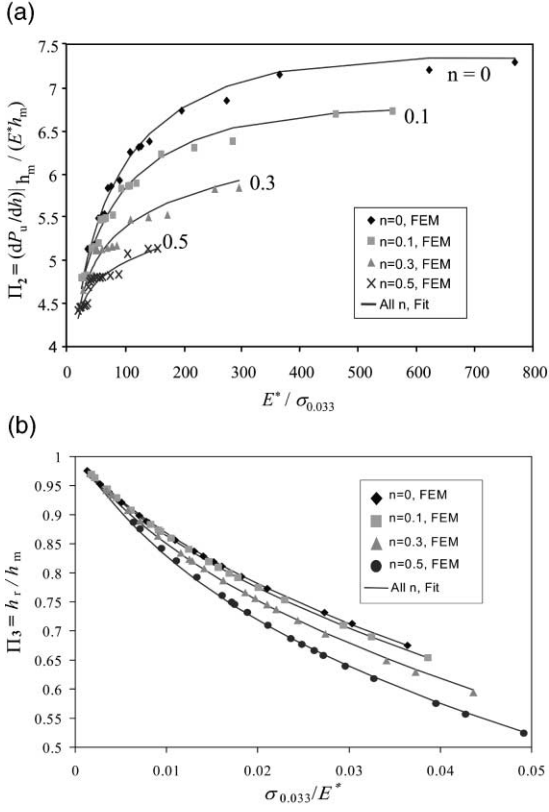 (a)
7.5
7
6.5
6
5.5
5
4.5
4
0 100 200 300 400 500 600 700 800
Π2 = (dPu/dh)|hm / (E*hm)
E* / σ0.033
n = 0
0.1
0.3
0.5
n=0, FEM
n=0.1, FEM
n=0.3, FEM
n=0.5, FEM
All n, Fit
(b)
1
0.95
0.9
0.85
0.8
0.75
0.7
0.65
0.6
0.55
0.5
0 0.01 0.02 0.03 0.04 0.05
Π3 = hr / hm
σ0.033/E*
n=0, FEM
n=0.1, FEM
n=0.3, FEM
n=0.5, FEM
All n, Fit